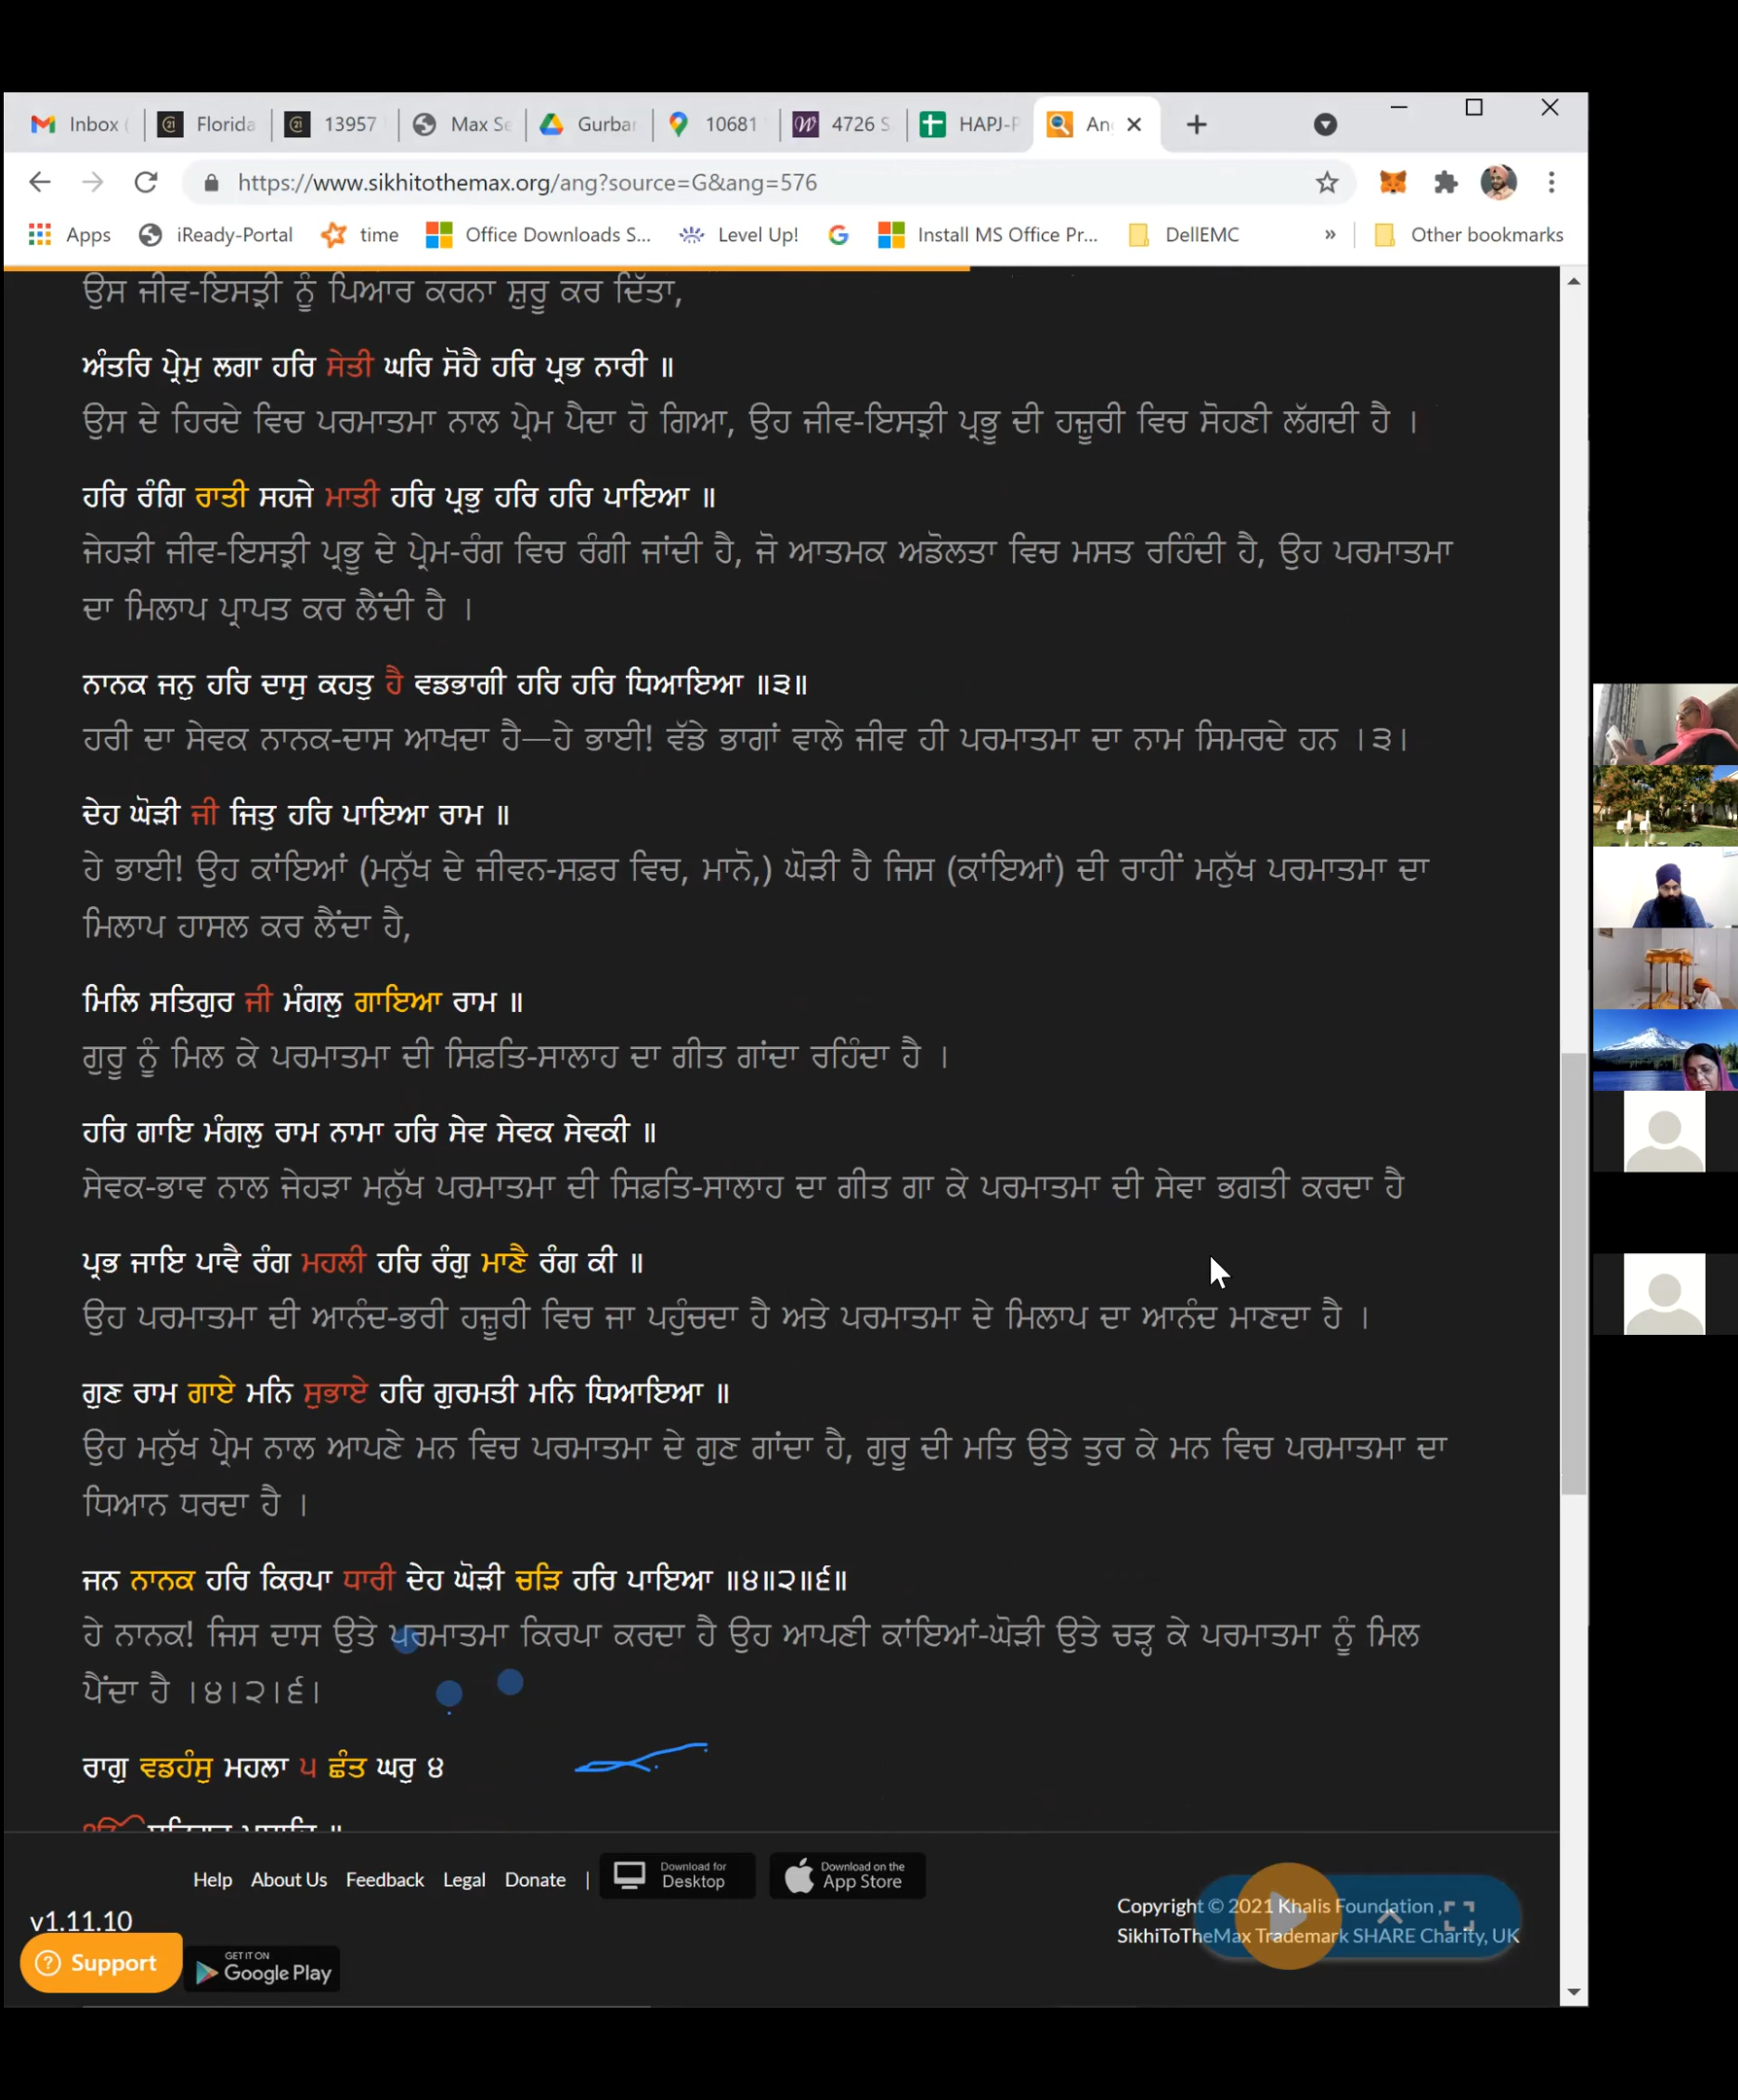 Inbox (
Florida
13957
Max Se
Gurbar
10681
4726 S
HAPJ-P
An
https://www.sikhitothemax.org/ang?source=G&ang=576
Apps
iReady-Portal
time
Office Downloads S...
Level Up!
Install MS Office Pr...
DellEMC
»
Other bookmarks
ਉਸ ਜੀਵ-ਇਸਤ੍ਰੀ ਨੂੰ ਪਿਆਰ ਕਰਨਾ ਸ਼ੁਰੂ ਕਰ ਦਿੱਤਾ,
ਅੰਤਰਿ ਪ੍ਰੇਮੁ ਲਗਾ ਹਰਿ ਸੇਤੀ ਘਰਿ ਸੋਹੈ ਹਰਿ ਪ੍ਰਭ ਨਾਰੀ ॥
ਉਸ ਦੇ ਹਿਰਦੇ ਵਿਚ ਪਰਮਾਤਮਾ ਨਾਲ ਪ੍ਰੇਮ ਪੈਦਾ ਹੋ ਗਿਆ, ਉਹ ਜੀਵ-ਇਸਤ੍ਰੀ ਪ੍ਰਭੂ ਦੀ ਹਜ਼ੂਰੀ ਵਿਚ ਸੋਹਣੀ ਲੱਗਦੀ ਹੈ ।
ਹਰਿ ਰੰਗਿ ਰਾਤੀ ਸਹਜੇ ਮਾਤੀ ਹਰਿ ਪ੍ਰਭੁ ਹਰਿ ਹਰਿ ਪਾਇਆ ॥
ਜੇਹੜੀ ਜੀਵ-ਇਸਤ੍ਰੀ ਪ੍ਰਭੂ ਦੇ ਪ੍ਰੇਮ-ਰੰਗ ਵਿਚ ਰੰਗੀ ਜਾਂਦੀ ਹੈ, ਜੋ ਆਤਮਕ ਅਡੋਲਤਾ ਵਿਚ ਮਸਤ ਰਹਿੰਦੀ ਹੈ, ਉਹ ਪਰਮਾਤਮਾ
ਦਾ ਮਿਲਾਪ ਪ੍ਰਾਪਤ ਕਰ ਲੈਂਦੀ ਹੈ ।
ਨਾਨਕ ਜਨੁ ਹਰਿ ਦਾਸੁ ਕਹਤੁ ਹੈ ਵਡਭਾਗੀ ਹਰਿ ਹਰਿ ਧਿਆਇਆ ॥੩॥
ਹਰੀ ਦਾ ਸੇਵਕ ਨਾਨਕ-ਦਾਸ ਆਖਦਾ ਹੈ—ਹੇ ਭਾਈ! ਵੱਡੇ ਭਾਗਾਂ ਵਾਲੇ ਜੀਵ ਹੀ ਪਰਮਾਤਮਾ ਦਾ ਨਾਮ ਸਿਮਰਦੇ ਹਨ ।੩।
ਦੇਹ ਘੋੜੀ ਜੀ ਜਿਤੁ ਹਰਿ ਪਾਇਆ ਰਾਮ ॥
ਹੇ ਭਾਈ! ਉਹ ਕਾਂਇਆਂ (ਮਨੁੱਖ ਦੇ ਜੀਵਨ-ਸਫ਼ਰ ਵਿਚ, ਮਾਨੋ,) ਘੋੜੀ ਹੈ ਜਿਸ (ਕਾਂਇਆਂ) ਦੀ ਰਾਹੀਂ ਮਨੁੱਖ ਪਰਮਾਤਮਾ ਦਾ
ਮਿਲਾਪ ਹਾਸਲ ਕਰ ਲੈਂਦਾ ਹੈ,
ਮਿਲਿ ਸਤਿਗੁਰ ਜੀ ਮੰਗਲੁ ਗਾਇਆ ਰਾਮ ॥
ਗੁਰੂ ਨੂੰ ਮਿਲ ਕੇ ਪਰਮਾਤਮਾ ਦੀ ਸਿਫ਼ਤਿ-ਸਾਲਾਹ ਦਾ ਗੀਤ ਗਾਂਦਾ ਰਹਿੰਦਾ ਹੈ ।
ਹਰਿ ਗਾਇ ਮੰਗਲੁ ਰਾਮ ਨਾਮਾ ਹਰਿ ਸੇਵ ਸੇਵਕ ਸੇਵਕੀ ॥
ਸੇਵਕ-ਭਾਵ ਨਾਲ ਜੇਹੜਾ ਮਨੁੱਖ ਪਰਮਾਤਮਾ ਦੀ ਸਿਫ਼ਤਿ-ਸਾਲਾਹ ਦਾ ਗੀਤ ਗਾ ਕੇ ਪਰਮਾਤਮਾ ਦੀ ਸੇਵਾ ਭਗਤੀ ਕਰਦਾ ਹੈ
ਪ੍ਰਭ ਜਾਇ ਪਾਵੈ ਰੰਗ ਮਹਲੀ ਹਰਿ ਰੰਗੁ ਮਾਣੈ ਰੰਗ ਕੀ ॥
ਉਹ ਪਰਮਾਤਮਾ ਦੀ ਆਨੰਦ-ਭਰੀ ਹਜ਼ੂਰੀ ਵਿਚ ਜਾ ਪਹੁੰਚਦਾ ਹੈ ਅਤੇ ਪਰਮਾਤਮਾ ਦੇ ਮਿਲਾਪ ਦਾ ਆਨੰਦ ਮਾਣਦਾ ਹੈ ।
ਗੁਣ ਰਾਮ ਗਾਏ ਮਨਿ ਸੁਭਾਏ ਹਰਿ ਗੁਰਮਤੀ ਮਨਿ ਧਿਆਇਆ ॥
ਉਹ ਮਨੁੱਖ ਪ੍ਰੇਮ ਨਾਲ ਆਪਣੇ ਮਨ ਵਿਚ ਪਰਮਾਤਮਾ ਦੇ ਗੁਣ ਗਾਂਦਾ ਹੈ, ਗੁਰੂ ਦੀ ਮਤਿ ਉਤੇ ਤੁਰ ਕੇ ਮਨ ਵਿਚ ਪਰਮਾਤਮਾ ਦਾ
ਧਿਆਨ ਧਰਦਾ ਹੈ ।
ਜਨ ਨਾਨਕ ਹਰਿ ਕਿਰਪਾ ਧਾਰੀ ਦੇਹ ਘੋੜੀ ਚੜਿ ਹਰਿ ਪਾਇਆ ॥੪॥੨॥੬॥
ਹੇ ਨਾਨਕ! ਜਿਸ ਦਾਸ ਉਤੇ ਪਰਮਾਤਮਾ ਕਿਰਪਾ ਕਰਦਾ ਹੈ ਉਹ ਆਪਣੀ ਕਾਂਇਆਂ-ਘੋੜੀ ਉਤੇ ਚੜ੍ਹ ਕੇ ਪਰਮਾਤਮਾ ਨੂੰ ਮਿਲ
ਪੈਂਦਾ ਹੈ ।੪।੨।੬।
ਰਾਗੁ ਵਡਹੰਸੁ ਮਹਲਾ ੫ ਛੰਤ ਘਰੁ ੪
Help About Us Feedback Legal Donate |
Download for
Desktop
Download on the
App Store
Copyright © 2021 Khalis Foundation ,
SikhiToTheMax Trademark SHARE Charity, UK
v1.11.10
? Support
GET IT ON
Google Play